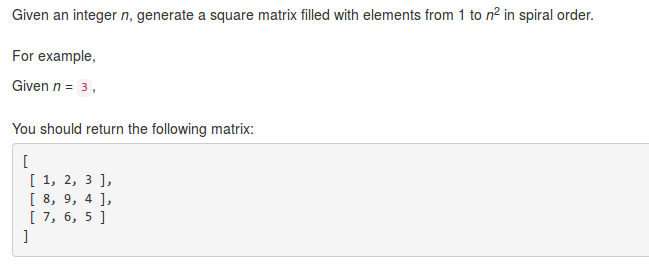 Given an integer n, generate a square matrix filled with elements from 1 to n² in spiral order.
For example,
Given n = 3 ,
You should return the following matrix:
[
[ 1, 2, 3 ],
[ 8, 9, 4 ],
[ 7, 6, 5 ]
]